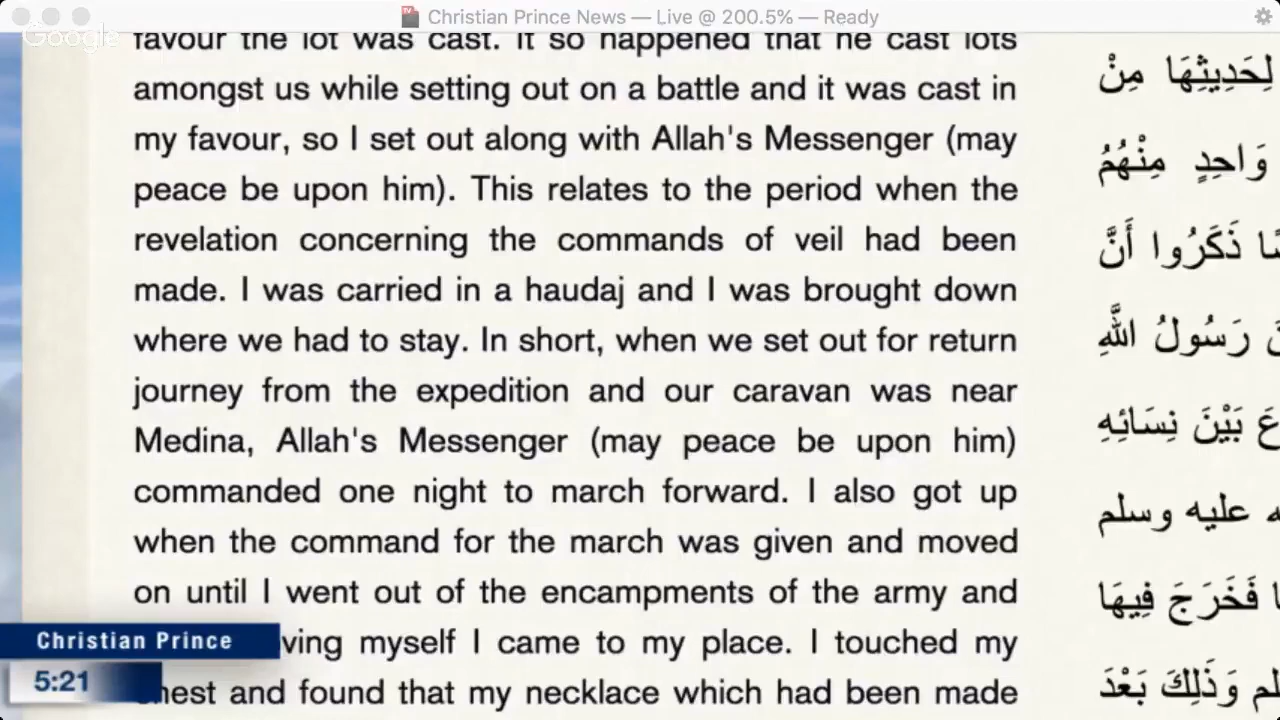 Christian Prince News — Live @ 200.5% — Ready
Google
favour the lot was cast. It so happened that he cast lots
amongst us while setting out on a battle and it was cast in
my favour, so I set out along with Allah's Messenger (may
peace be upon him). This relates to the period when the
revelation concerning the commands of veil had been
made. I was carried in a haudaj and I was brought down
where we had to stay. In short, when we set out for return
journey from the expedition and our caravan was near
Medina, Allah's Messenger (may peace be upon him)
commanded one night to march forward. I also got up
when the command for the march was given and moved
on until I went out of the encampments of the army and
ving myself I came to my place. I touched my
hest and found that my necklace which had been made
لِحَدِيثِهَا مِنْ
وَاحِدٍ مِنْهُمُ
ذَكَرُوا أَنَّ
رَسُولُ اللَّهِ
بَيْنَ نِسَائِهِ
عليه وسلم
فَخَرَجَ فِيهَا
وَذَلِكَ بَعْدَ
Christian Prince
5:21